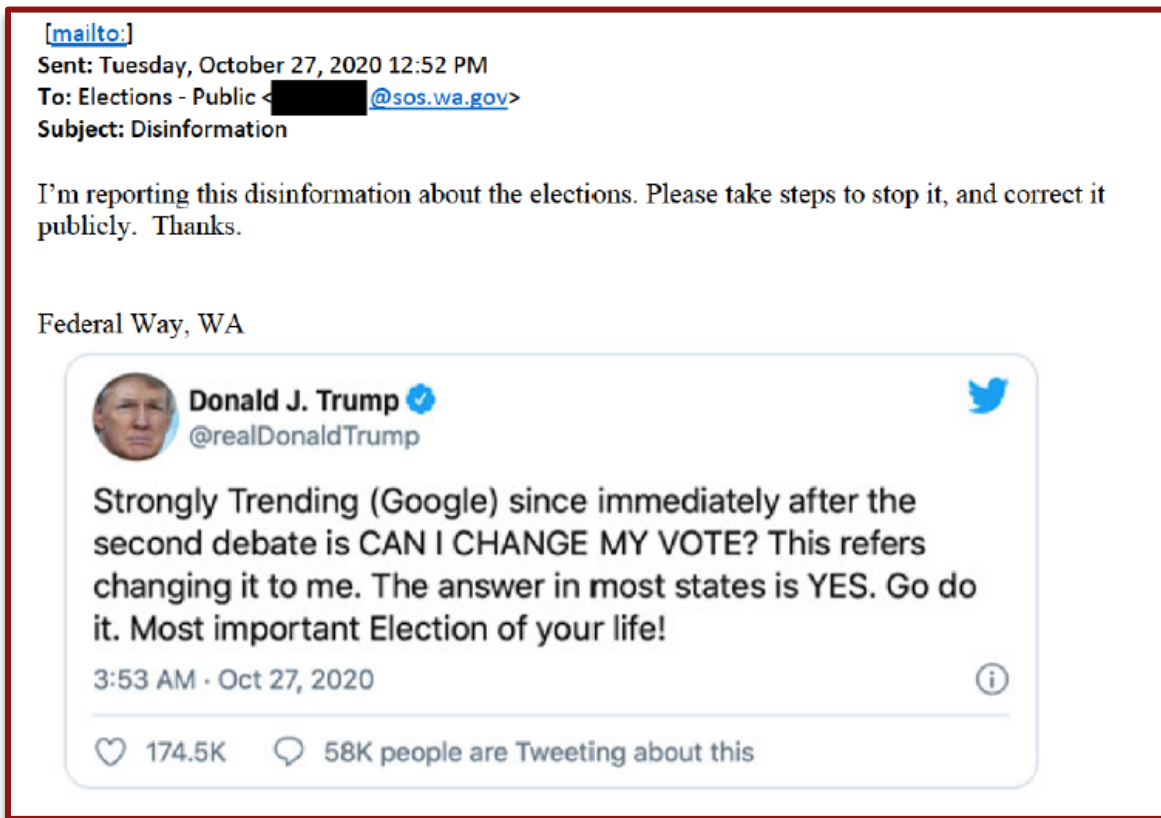 [mailto:]
Sent: Tuesday, October 27, 2020 12:52 PM
To: Elections - Public < @sos.wa.gov>
Subject: Disinformation
I'm reporting this disinformation about the elections. Please take steps to stop it, and correct it
publicly.  Thanks.
Federal Way, WA
Donald J. Trump
@realDonaldTrump
Strongly Trending (Google) since immediately after the
second debate is CAN I CHANGE MY VOTE? This refers
changing it to me. The answer in most states is YES. Go do
it. Most important Election of your life!
3:53 AM · Oct 27, 2020
174.5K 58K people are Tweeting about this